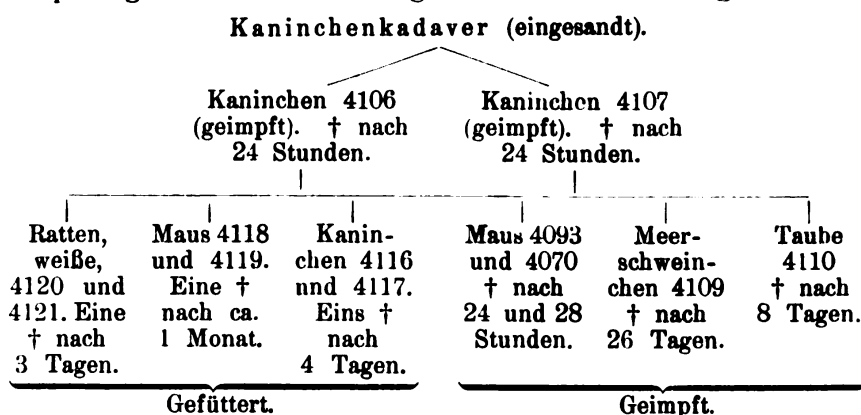 Kaninchenkadaver (eingesandt).
Kaninchen 4106
(geimpft). † nach
24 Stunden.
Kaninchen 4107
(geimpft). † nach
24 Stunden.
Ratten,
weiße,
4120 und
4121. Eine
† nach
3 Tagen.
Maus 4118
und 4119.
Eine †
nach ca.
1 Monat.
Kanin-
chen 4116
und 4117.
Eins †
nach
4 Tagen.
Maus 4093
und 4070
† nach
24 und 28
Stunden.
Meer-
schwein-
chen 4109
† nach
26 Tagen.
Taube
4110
† nach
8 Tagen.
Gefüttert.
Geimpft.